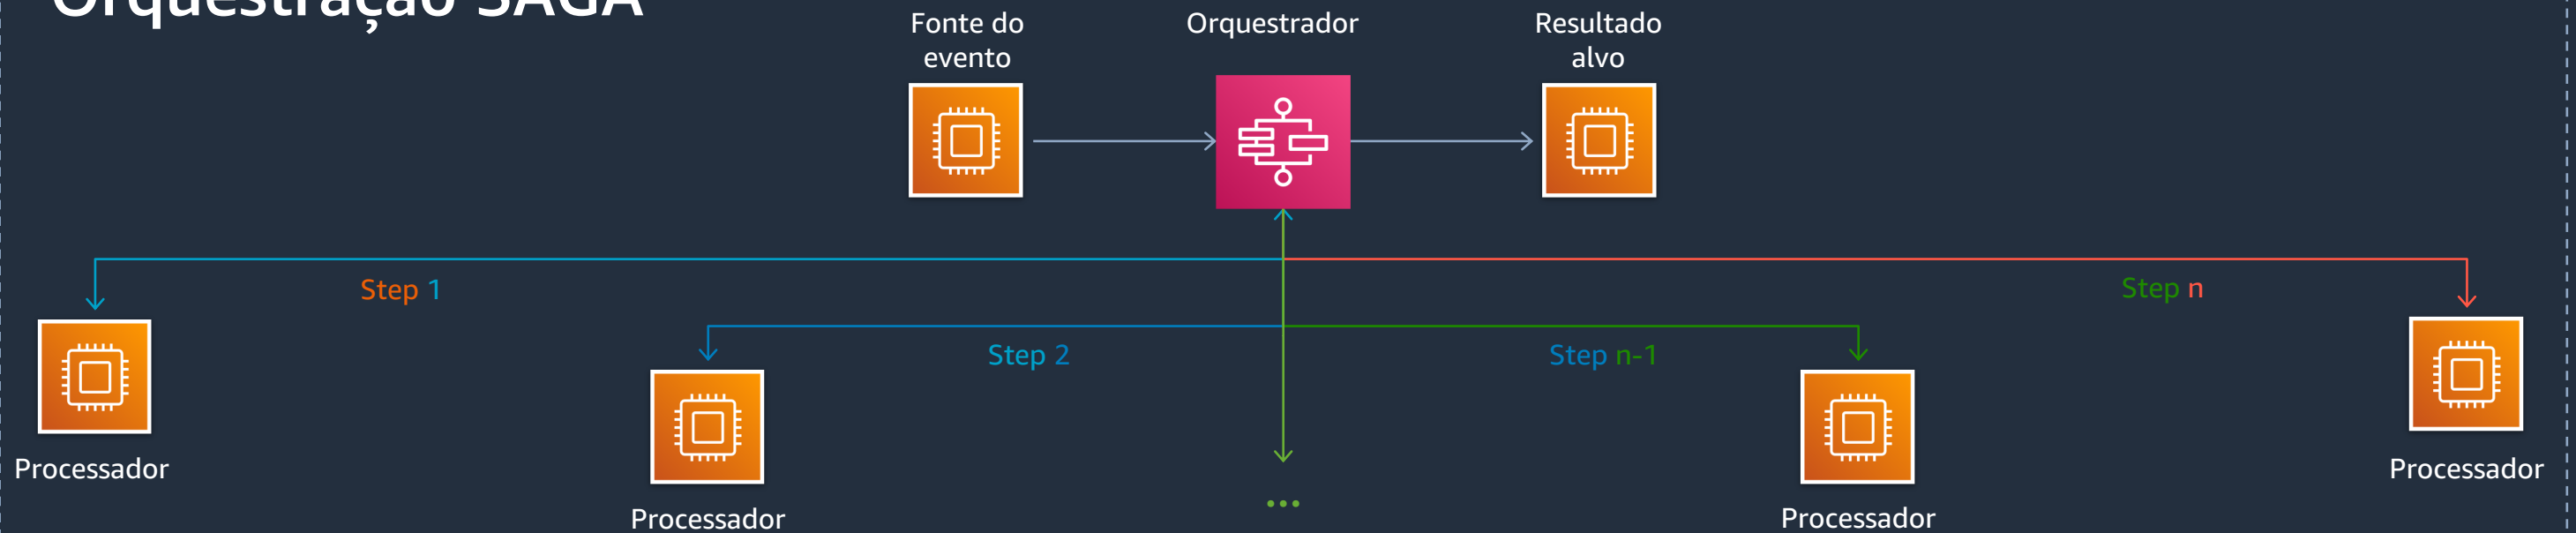 Orquestração SAGA
Fonte do
evento
Orquestrador
Resultado
alvo
Step 1
Step n
Step 2
Step n-1
Processador
Processador
Processador
Processador
...